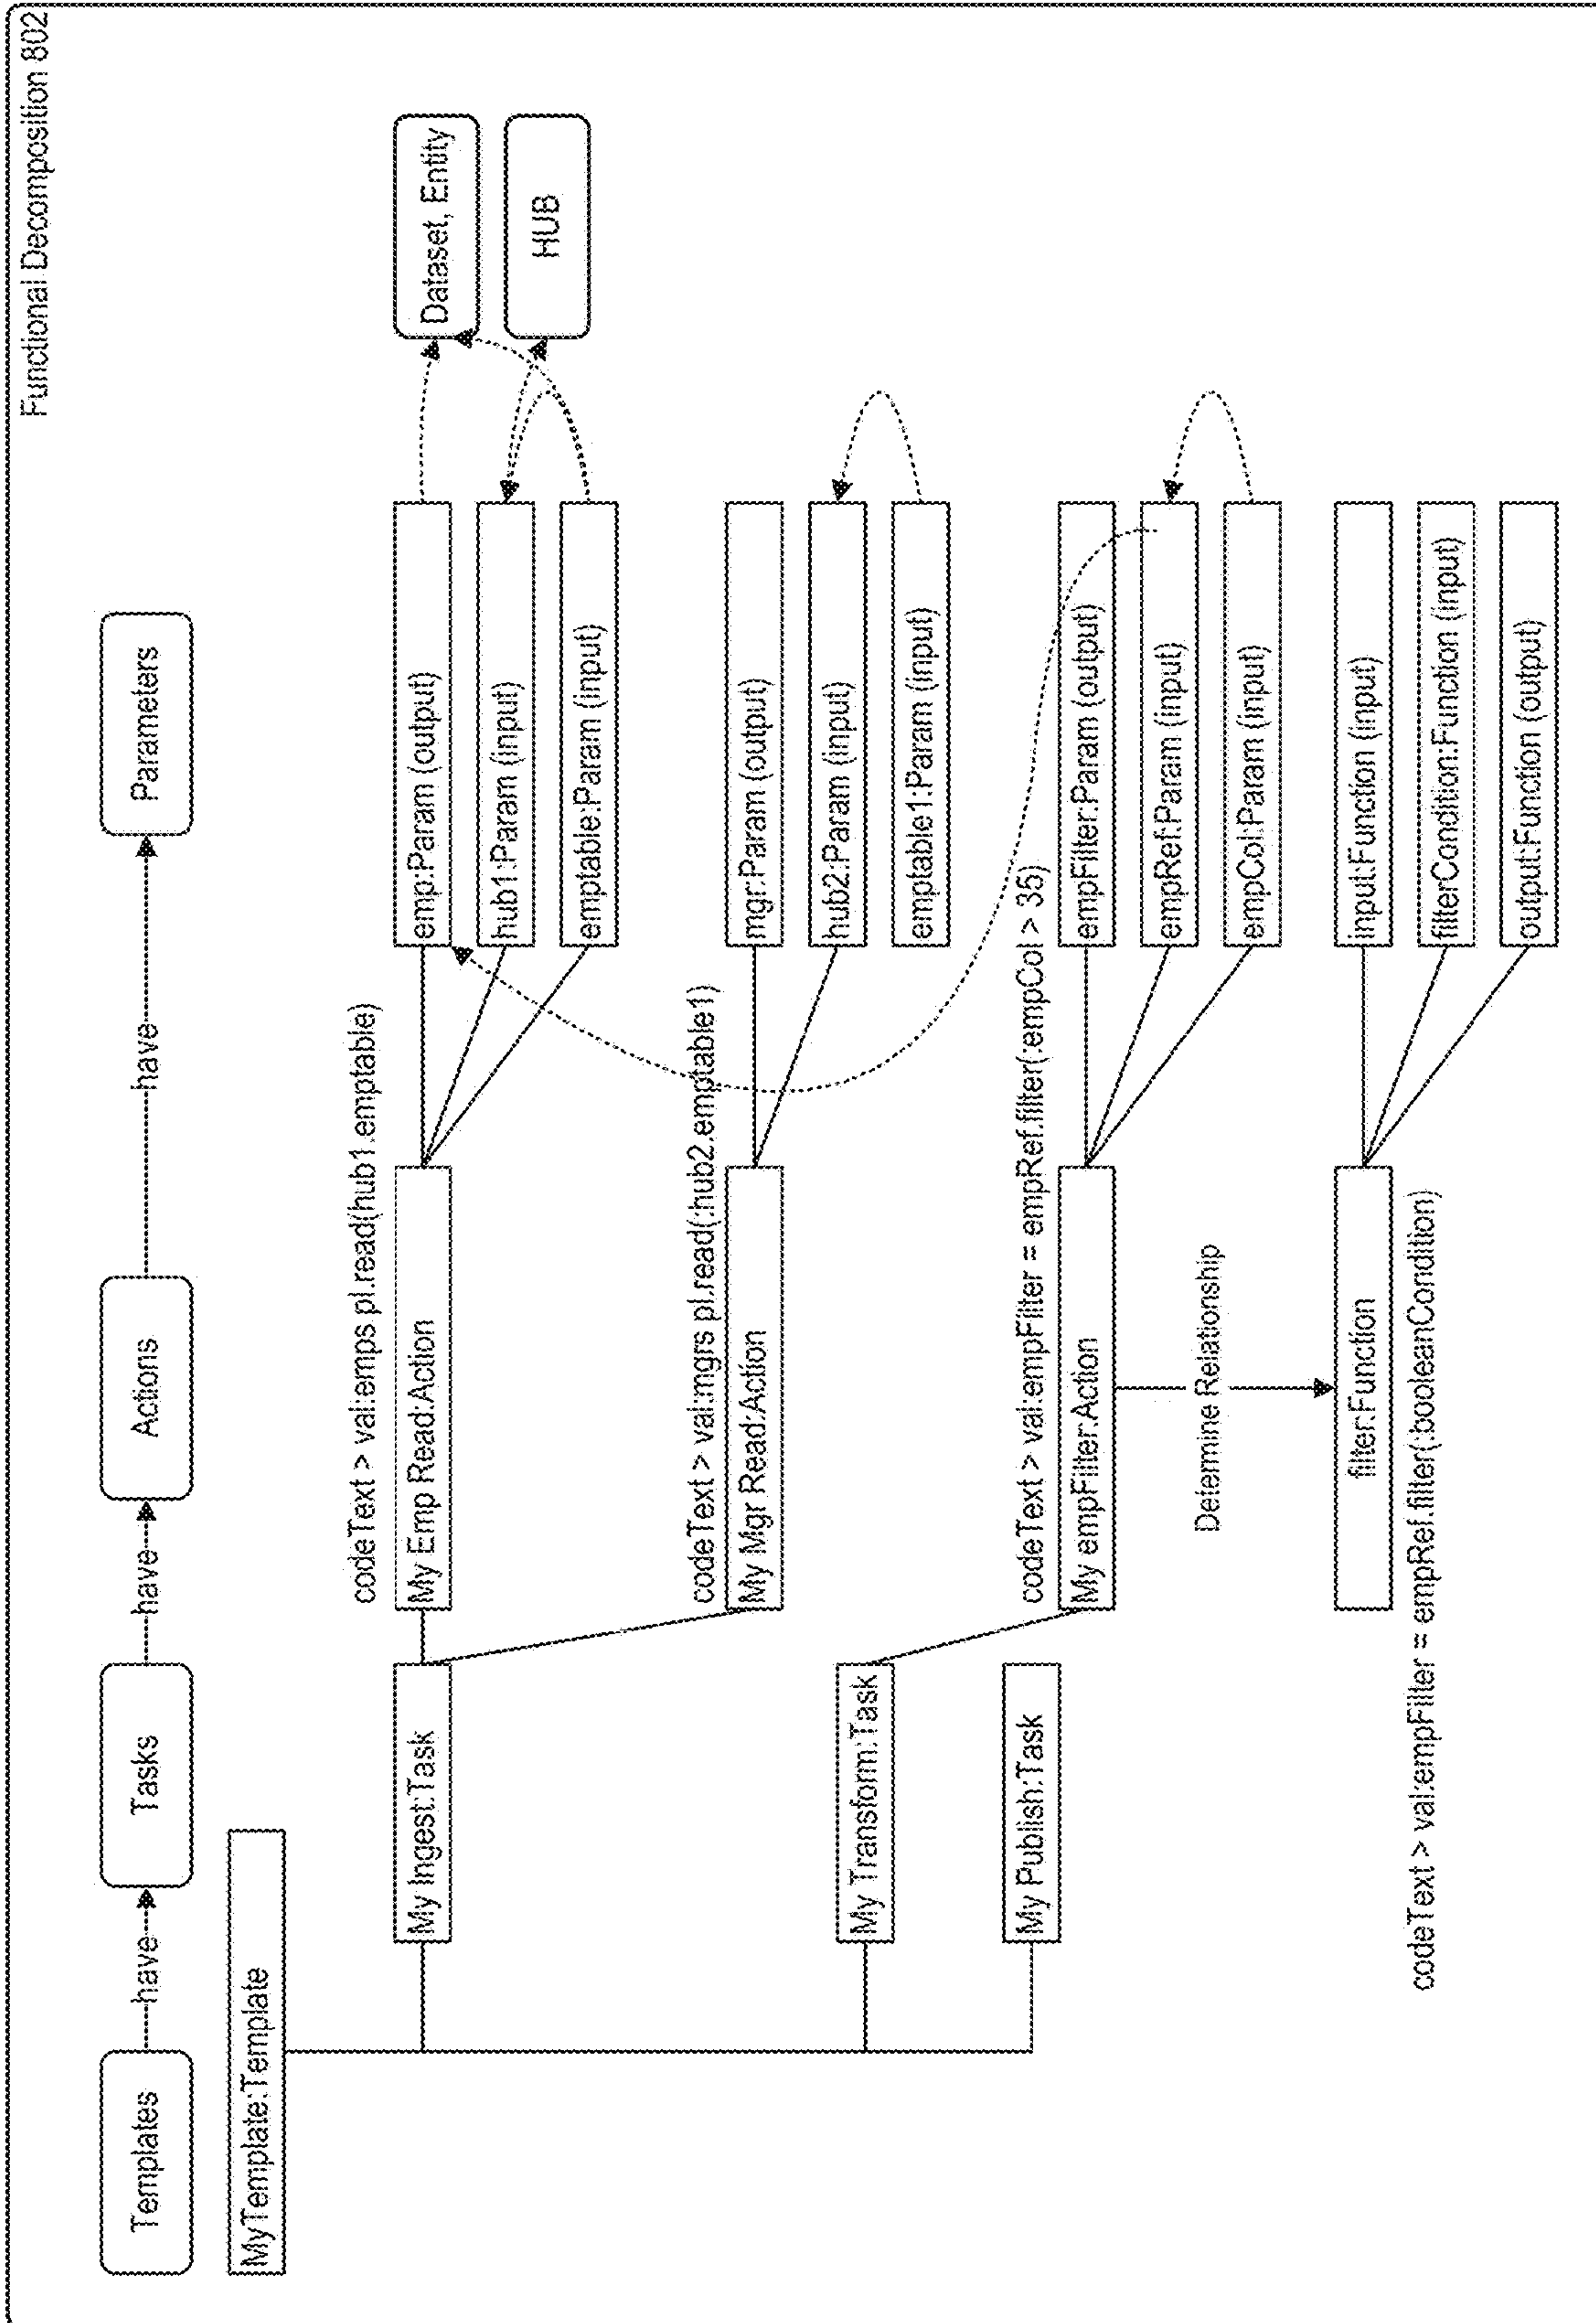 Functional Decomposition 802
Templates
have
Tasks
have
Actions
have
Parameters
MyTemplate:Template
codeText > val:emps pl.read(hub1.emptable)
My Ingest:Task
My Emp Read:Action
emp:Param (output)
hub1:Param (input)
emptable:Param (input)
Dataset, Entity
HUB
codeText > val:mgrs pl.read(:hub2.emptable1)
My Mgr Read:Action
mgr:Param (output)
hub2:Param (input)
emptable1:Param (input)
My Transform:Task
My Publish:Task
codeText > val:empFilter = empRef.filter(:empCol > 35)
My empFilter:Action
empFilter:Param (output)
empRef:Param (input)
empCol:Param (input)
Determine Relationship
filter:Function
input:Function (input)
filterCondition:Function (input)
output:Function (output)
codeText > val:empFilter = empRef.filter(:booleanCondition)